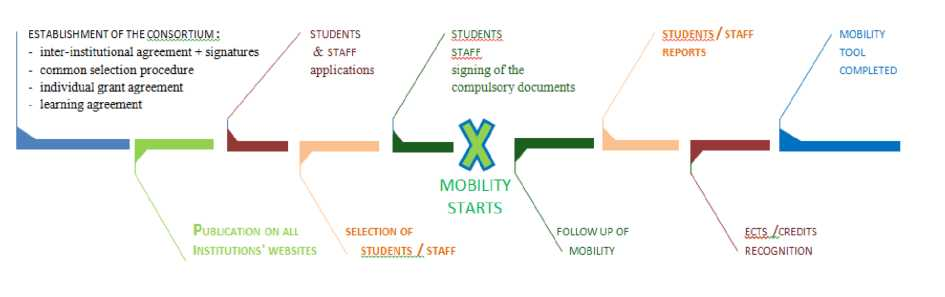 ESTABLISHMENT OF THE CONSORTIUM :
- inter-institutional agreement + signatures
- common selection procedure
- individual grant agreement
- learning agreement
PUBLICATION ON ALL
INSTITUTIONS' WEBSITES
STUDENTS
& STAFF
applications
SELECTION OF
STUDENTS / STAFF
STUDENTS
STAFF
signing of the
compulsory documents
X
MOBILITY
STARTS
FOLLOW UP OF
MOBILITY
STUDENTS / STAFF
REPORTS
ECTS /CREDITS
RECOGNITION
MOBILITY
TOOL
COMPLETED